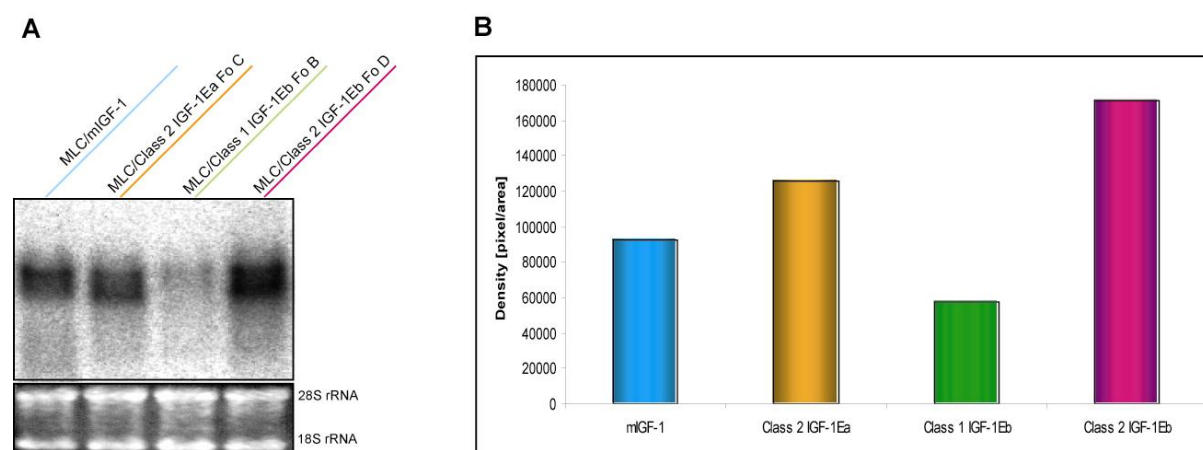 A
MLC/mIGF-1
MLC/Class 2 IGF-1Ea Fo C
MLC/Class 1 IGF-1Eb Fo B
MLC/Class 2 IGF-1Eb Fo D
28S rRNA
18S rRNA
B
Density [pixel/area]
180000
160000
140000
120000
100000
80000
60000
40000
20000
0
mIGF-1
Class 2 IGF-1Ea
Class 1 IGF-1Eb
Class 2 IGF-1Eb